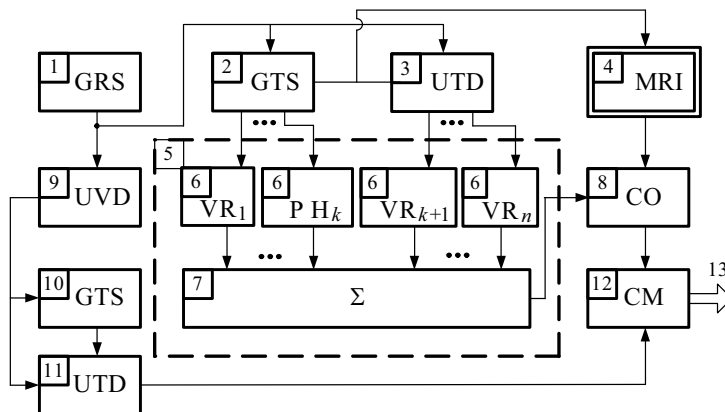 1 GRS
2 GTS
3 UTD
4 MRI
5
9 UVD
6 VR1
6 P Hk
6 VRk+1
6 VRn
8 CO
10 GTS
7 Σ
12 CM
13
11 UTD